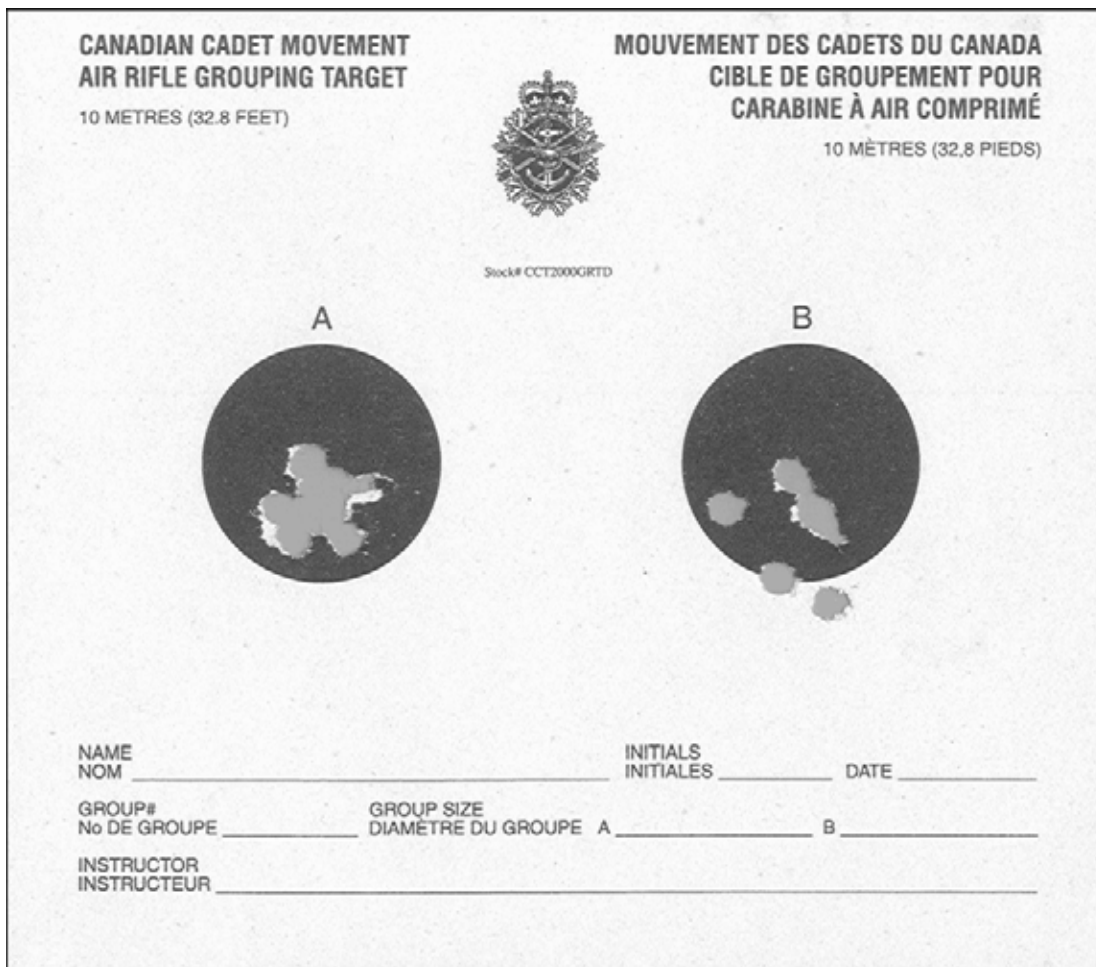 CANADIAN CADET MOVEMENT
AIR RIFLE GROUPING TARGET
10 METRES (32.8 FEET)
MOUVEMENT DES CADETS DU CANADA
CIBLE DE GROUPEMENT POUR
CARABINE À AIR COMPRIMÉ
10 MÈTRES (32,8 PIEDS)
Stock# CCT2000GRTD
A
B
NAME
NOM
INITIALS
INITIALES
DATE
GROUP#
No DE GROUPE
GROUP SIZE
DIAMÈTRE DU GROUPE A
B
INSTRUCTOR
INSTRUCTEUR